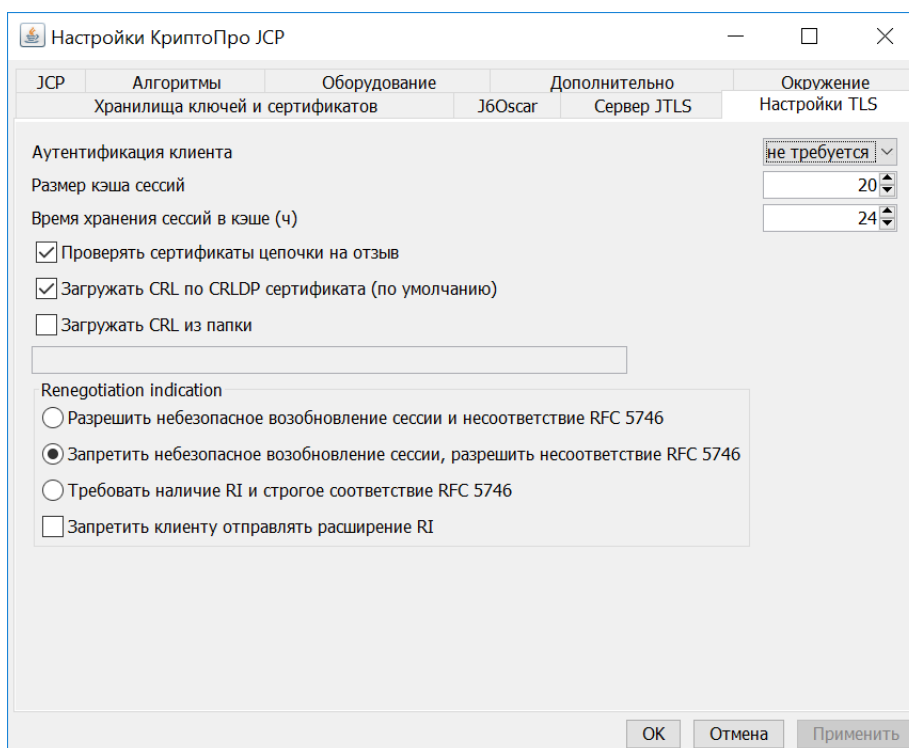 Настройки КриптоПро JCP
JCP Алгоритмы Оборудование Дополнительно Окружение
Хранилища ключей и сертификатов J6Oscar Сервер JTLS Настройки TLS
Аутентификация клиента не требуется
Размер кэша сессий 20
Время хранения сессий в кэше (ч) 24
Проверять сертификаты цепочки на отзыв
Загружать CRL по CRLDP сертификата (по умолчанию)
Загружать CRL из папки
Renegotiation indication
Разрешить небезопасное возобновление сессии и несоответствие RFC 5746
Запретить небезопасное возобновление сессии, разрешить несоответствие RFC 5746
Требовать наличие RI и строгое соответствие RFC 5746
Запретить клиенту отправлять расширение RI
OK Отмена Применить